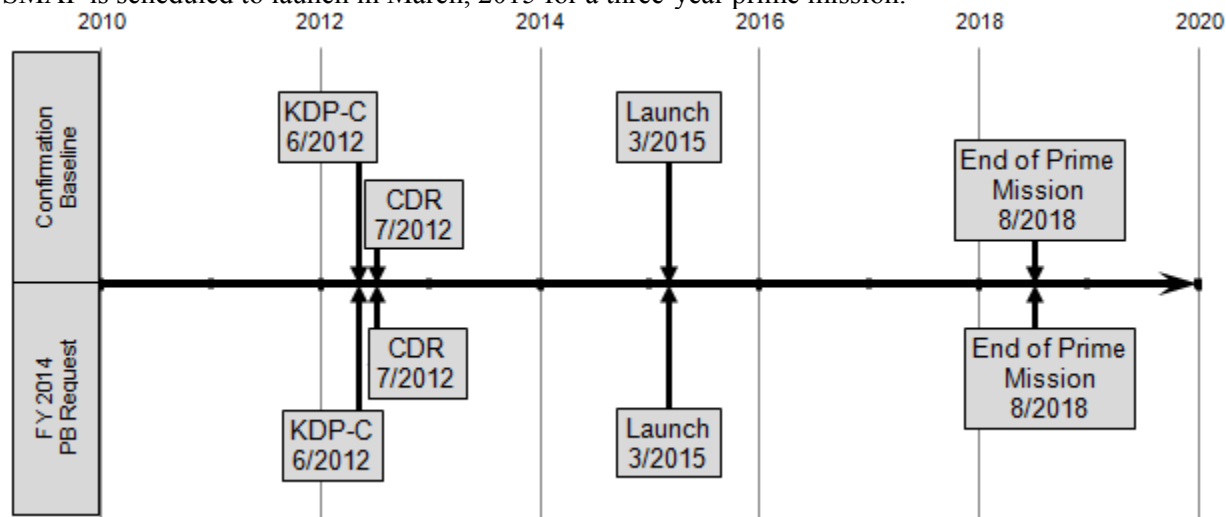 SMAP is scheduled to launch in March, 2015 for a three-year prime mission.
2010 2012 2014 2016 2018 2020
Confirmation
Baseline
KDP-C
6/2012
CDR
7/2012
Launch
3/2015
End of Prime
Mission
8/2018
FY 2014
PB Request
CDR
7/2012
KDP-C
6/2012
Launch
3/2015
End of Prime
Mission
8/2018